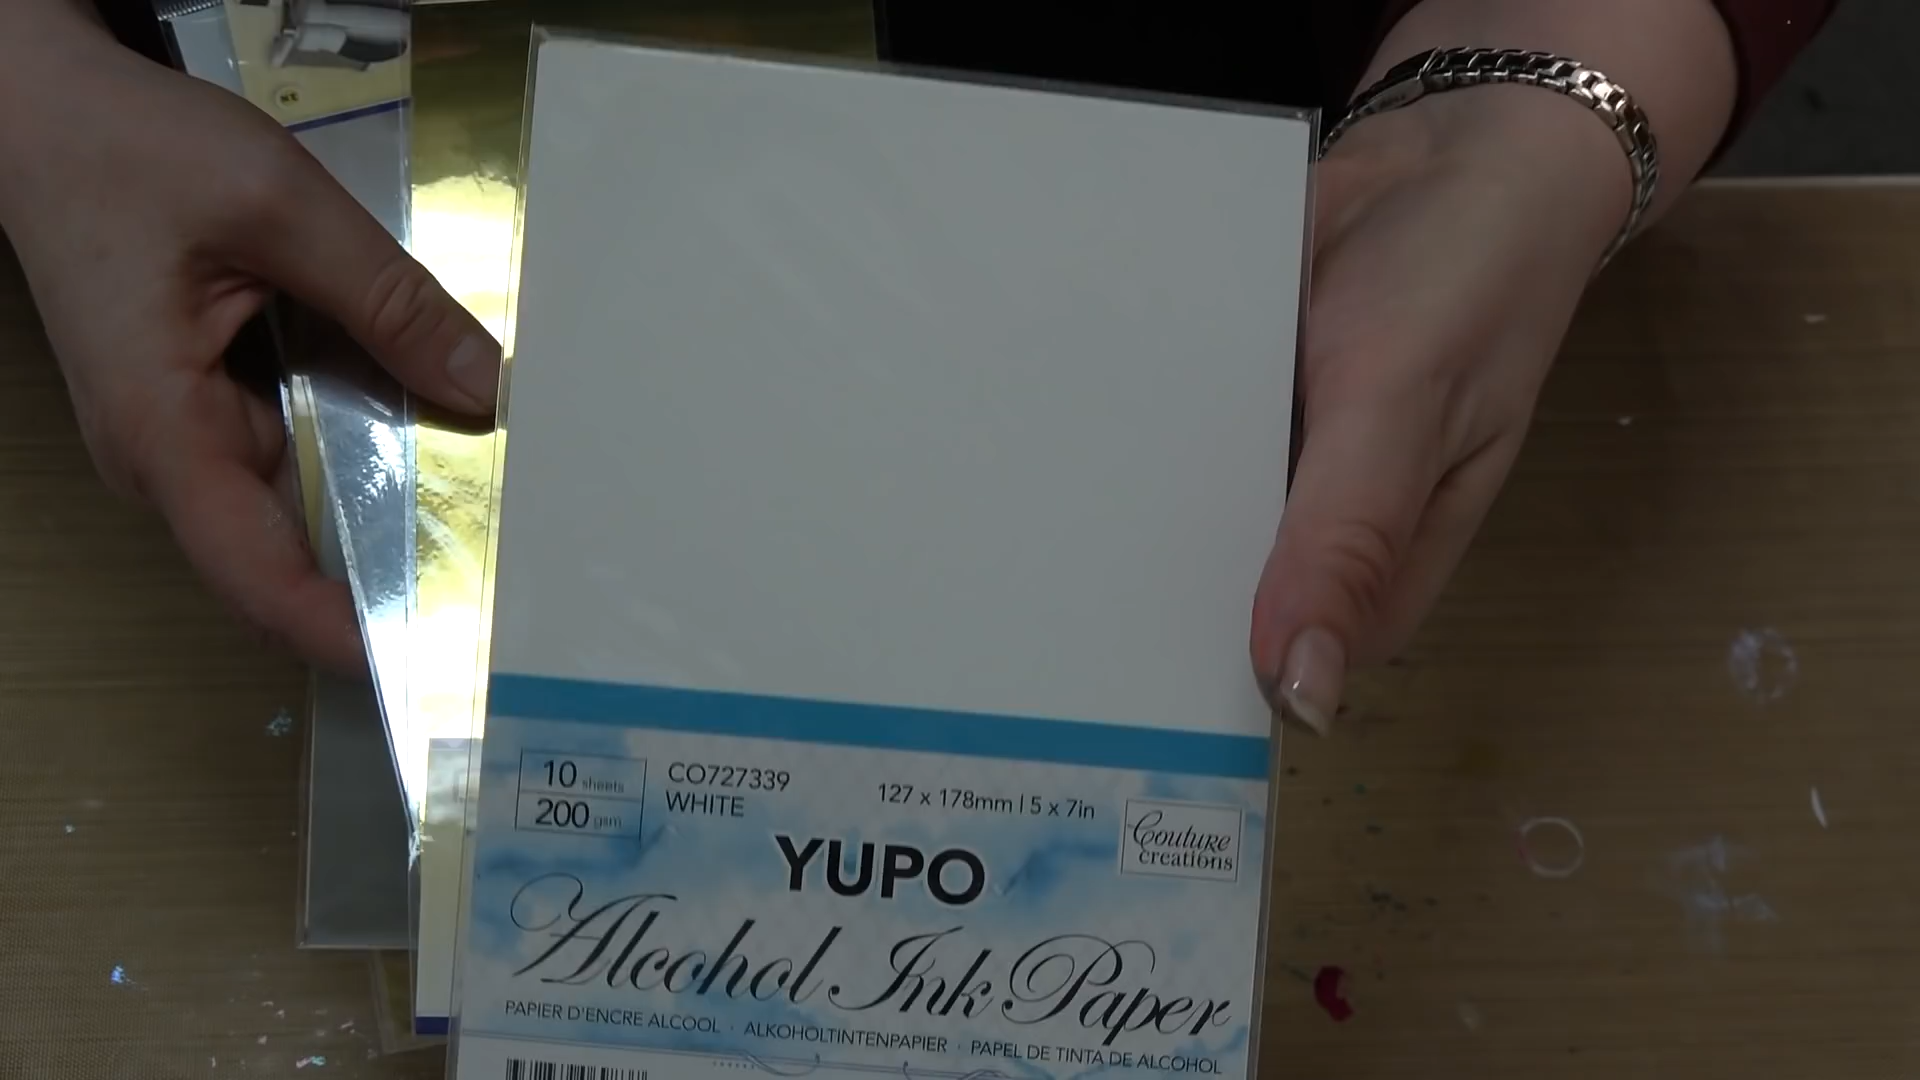 10 sheets
200 gsm
CO727339
WHITE
127 x 178mm | 5 x 7in
Couture
creations
YUPO
Alcohol Ink Paper
PAPIER D'ENCRE ALCOOL · ALKOHOLTINTENPAPIER · PAPEL DE TINTA DE ALCOHOL